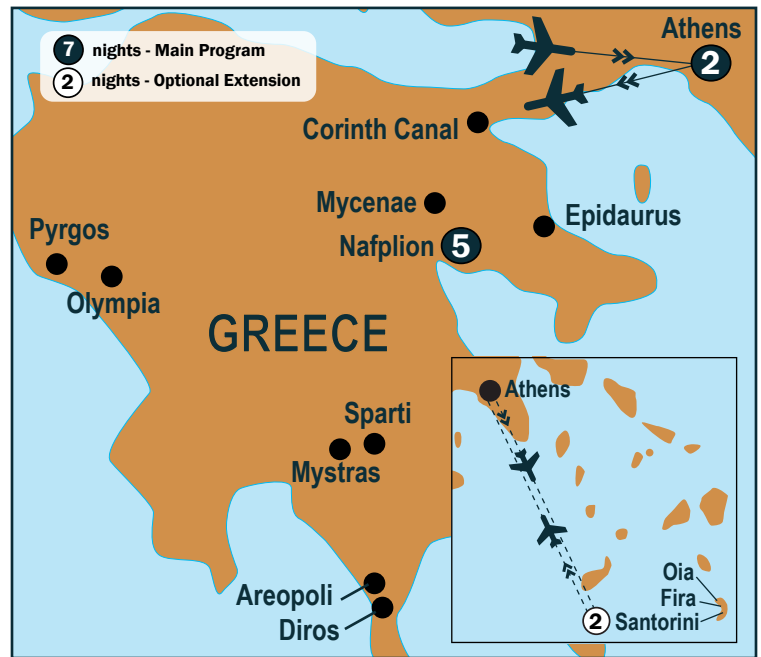 7 nights - Main Program
2 nights - Optional Extension
Athens
2
Corinth Canal
Mycenae
Epidaurus
Nafplion 5
Pyrgos
Olympia
GREECE
Athens
Sparti
Mystras
Areopoli
Diros
Oia
Fira
2 Santorini